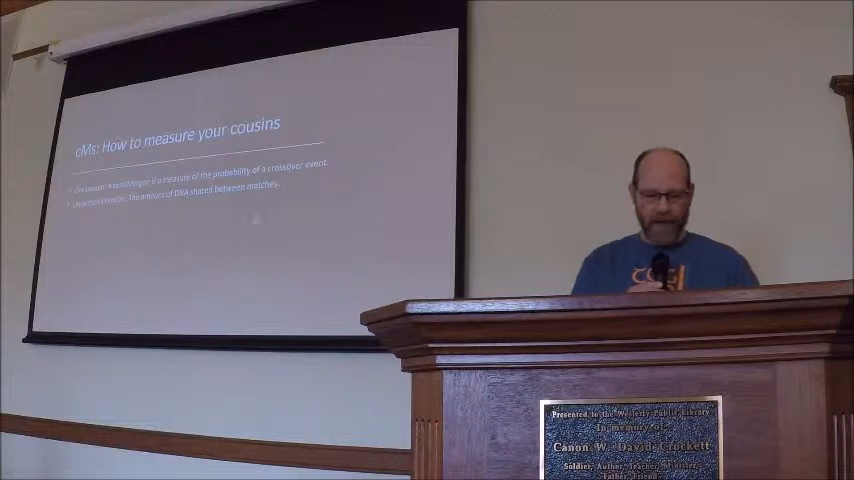 cMs: How to measure your cousins
A centiMorgan is a measure of the probability of a crossover event.
The amount of DNA shared between matches.
Presented to the Westerly Public Library
In memory of
Canon W. David Crockett
Soldier, Author, Teacher, Minister,
Father, Friend